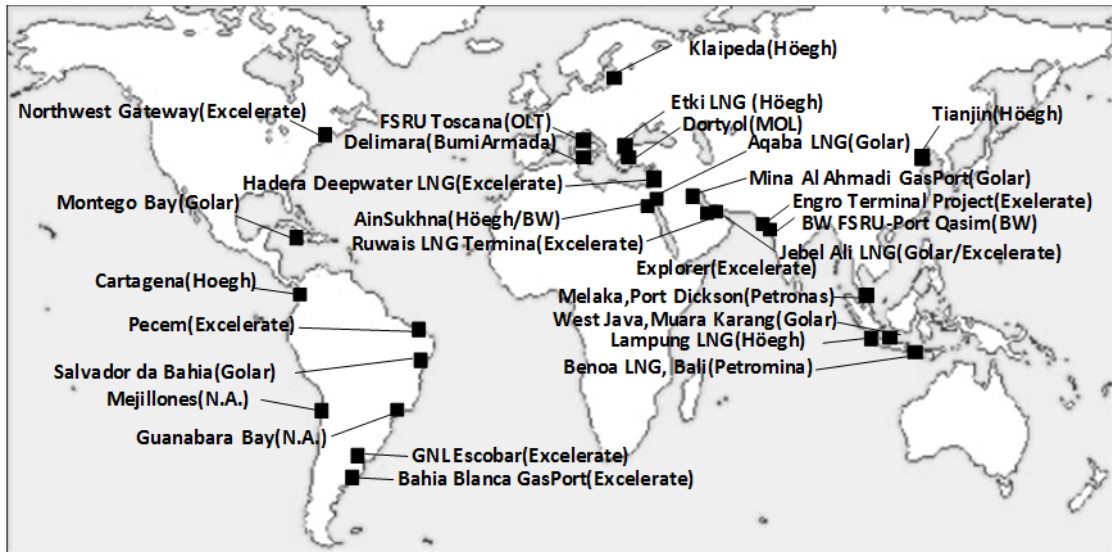 Klaipeda(Höegh)
Northwest Gateway(Excelerate)
Etki LNG (Höegh)
FSRU Toscana(OLT)
Dortyol(MOL)
Tianjin(Höegh)
Delimara(BumiArmada)
Aqaba LNG(Golar)
Hadera Deepwater LNG(Excelerate)
Mina Al Ahmadi GasPort(Golar)
Montego Bay(Golar)
Engro Terminal Project(Exelerate)
AinSukhna(Höegh/BW)
BW FSRU-Port Qasim(BW)
Ruwais LNG Termina(Excelerate)
Jebel Ali LNG(Golar/Excelerate)
Explorer(Excelerate)
Cartagena(Hoegh)
Melaka,Port Dickson(Petronas)
Pecem(Excelerate)
West Java,Muara Karang(Golar)
Lampung LNG(Höegh)
Salvador da Bahia(Golar)
Benoa LNG, Bali(Petromina)
Mejillones(N.A.)
Guanabara Bay(N.A.)
GNL Escobar(Excelerate)
Bahia Blanca GasPort(Excelerate)